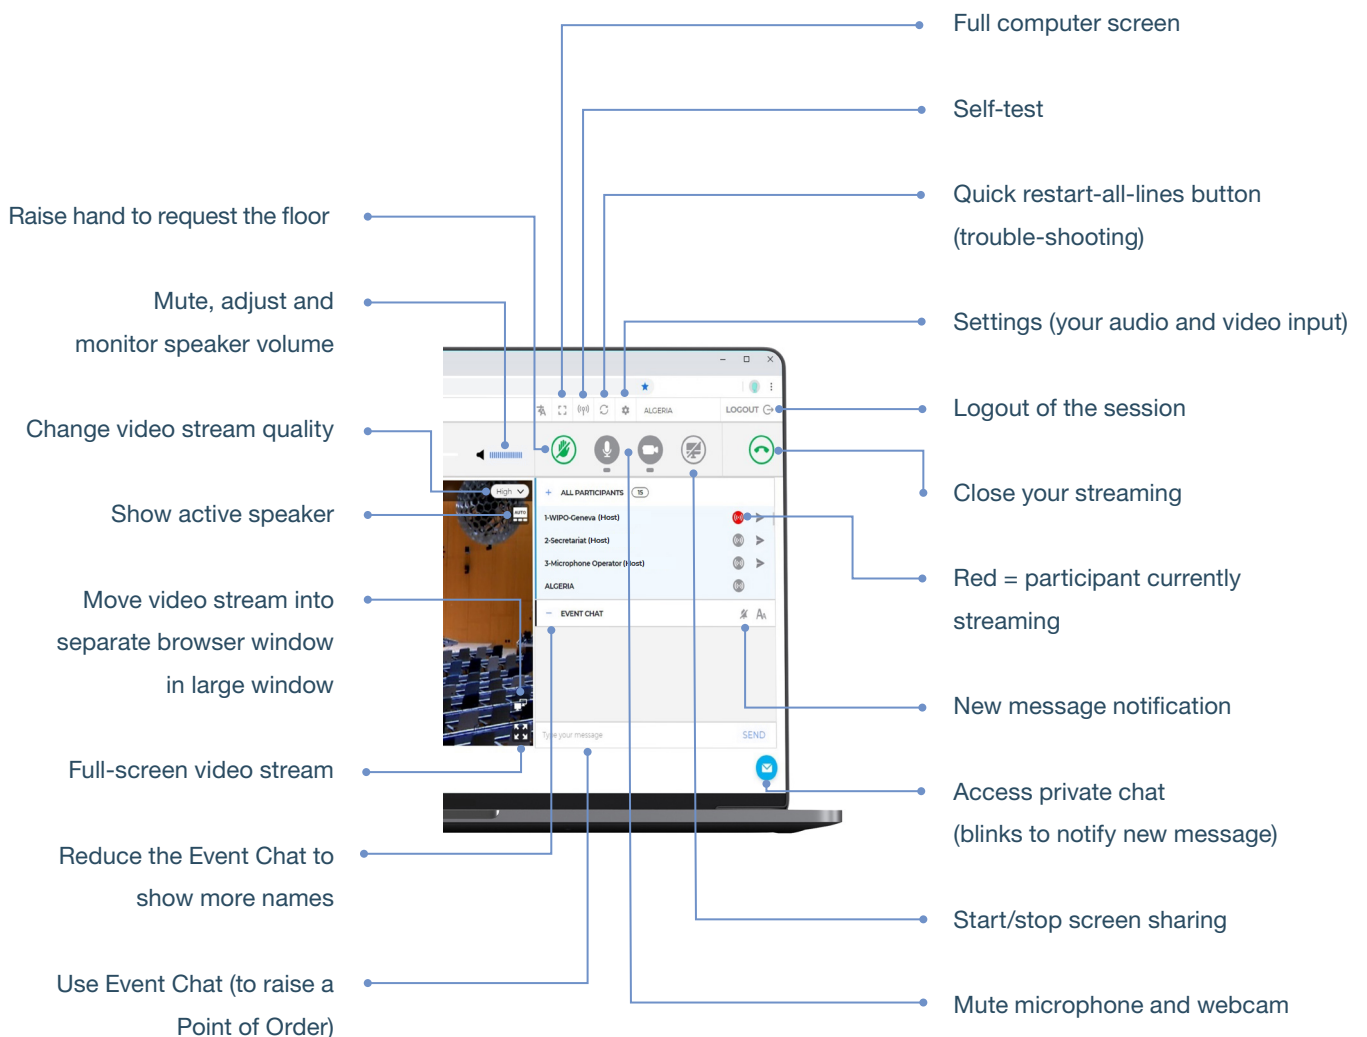 Full computer screen
Self-test
Quick restart-all-lines button
(trouble-shooting)
Raise hand to request the floor
Mute, adjust and
monitor speaker volume
Settings (your audio and video input)
ALGERIA
LOGOUT
Logout of the session
Change video stream quality
High
Close your streaming
Show active speaker
AUTO
+ ALL PARTICIPANTS 15
1-WIPO-Geneva (Host)
2-Secretariat (Host)
3-Microphone Operator (Host)
ALGERIA
Red = participant currently
streaming
Move video stream into
separate browser window
in large window
− EVENT CHAT
AA
New message notification
Type your message
SEND
Full-screen video stream
Access private chat
(blinks to notify new message)
Reduce the Event Chat to
show more names
Start/stop screen sharing
Use Event Chat (to raise a
Point of Order)
Mute microphone and webcam